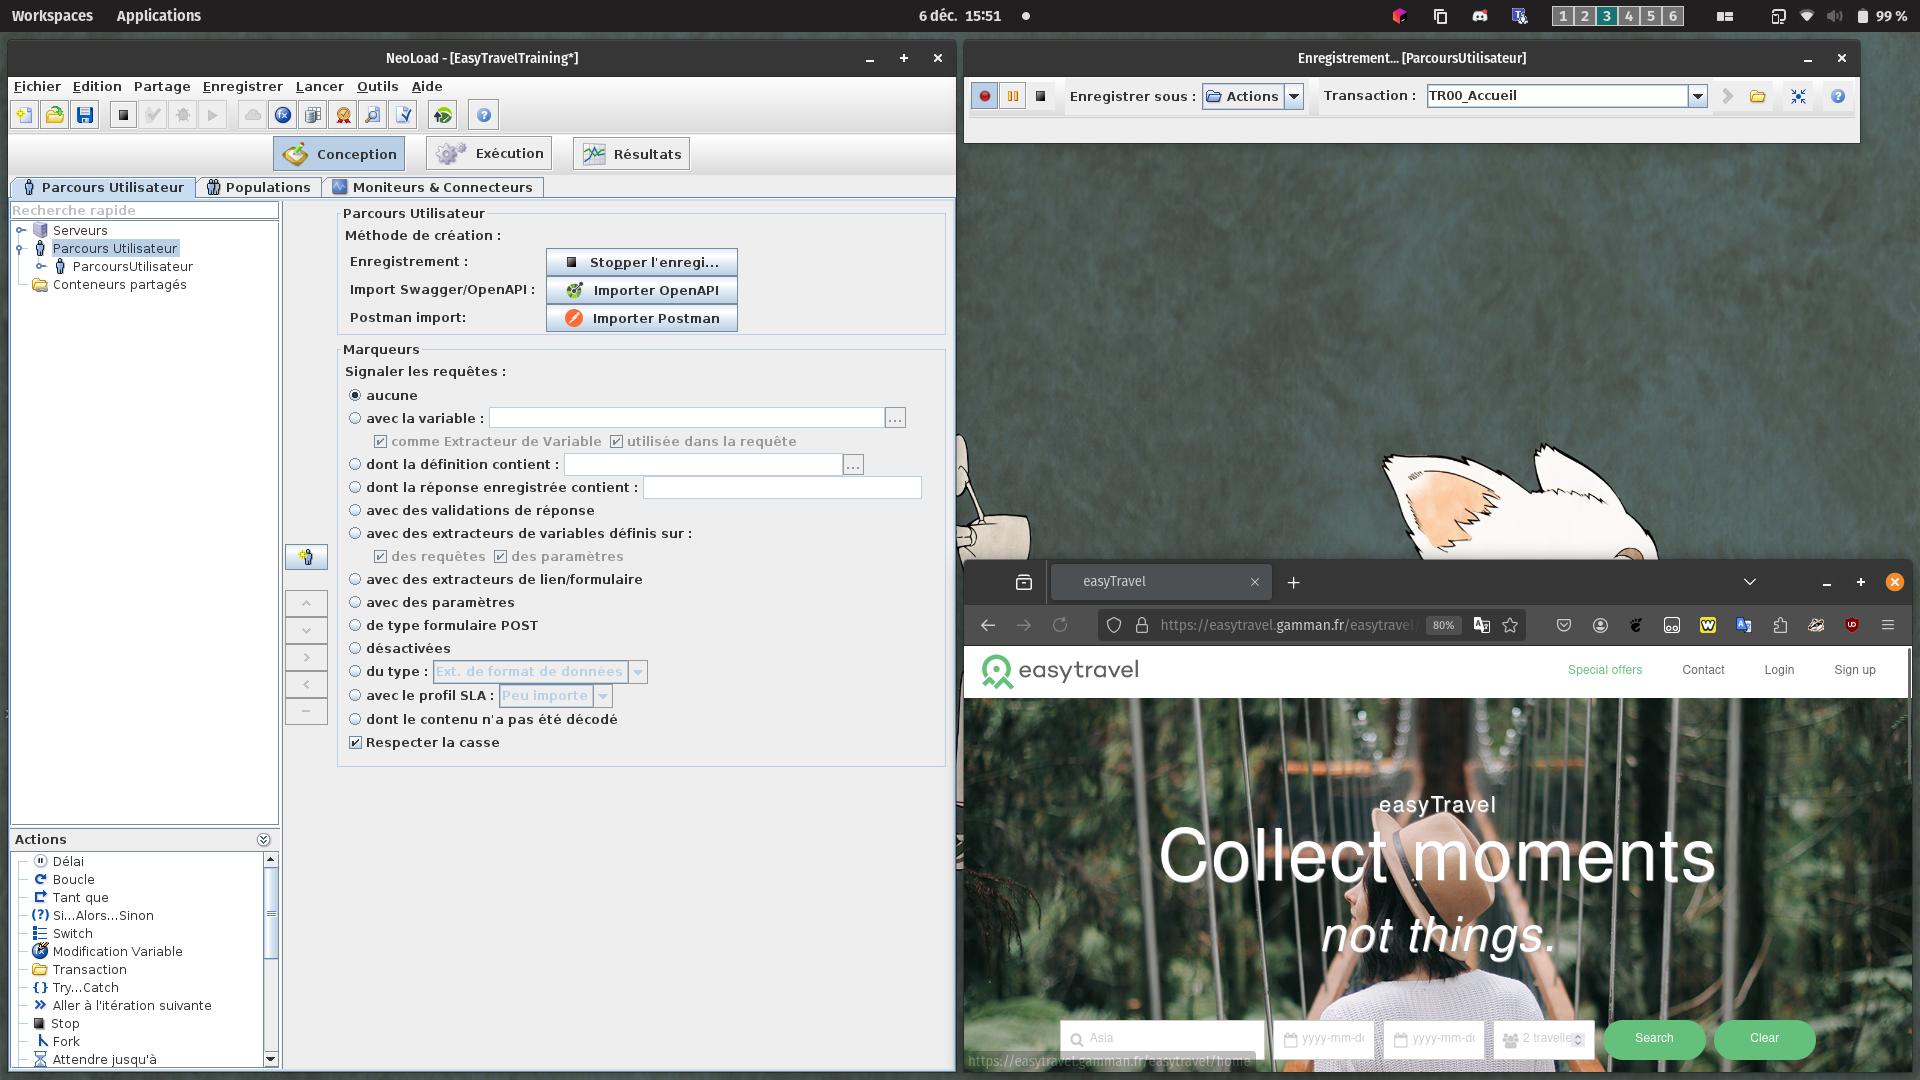 Workspaces Applications 6 déc. 15:51 1 2 3 4 5 6 99 %
NeoLoad - [EasyTravelTraining*]
Fichier Edition Partage Enregistrer Lancer Outils Aide
Conception Exécution Résultats
Parcours Utilisateur Populations Moniteurs & Connecteurs
Recherche rapide
Serveurs
Parcours Utilisateur
ParcoursUtilisateur
Conteneurs partagés
Parcours Utilisateur
Méthode de création :
Enregistrement : Stopper l'enregi...
Import Swagger/OpenAPI : Importer OpenAPI
Postman import: Importer Postman
Marqueurs
Signaler les requêtes :
aucune
avec la variable : ...
comme Extracteur de Variable utilisée dans la requête
dont la définition contient : ...
dont la réponse enregistrée contient :
avec des validations de réponse
avec des extracteurs de variables définis sur :
des requêtes des paramètres
avec des extracteurs de lien/formulaire
avec des paramètres
de type formulaire POST
désactivées
du type : Ext. de format de données
avec le profil SLA : Peu importe
dont le contenu n'a pas été décodé
Respecter la casse
Actions
Délai
Boucle
Tant que
Si...Alors...Sinon
Switch
Modification Variable
Transaction
Try...Catch
Aller à l'itération suivante
Stop
Fork
Attendre jusqu'à
Enregistrement... [ParcoursUtilisateur]
Enregistrer sous : Actions Transaction : TR00_Accueil
easyTravel
https://easytravel.gamman.fr/easytravel/ 80%
easytravel Special offers Contact Login Sign up
easyTravel
Collect moments
not things.
Asia yyyy-mm-dd yyyy-mm-dd 2 travelle Search Clear
https://easytravel.gamman.fr/easytravel/home